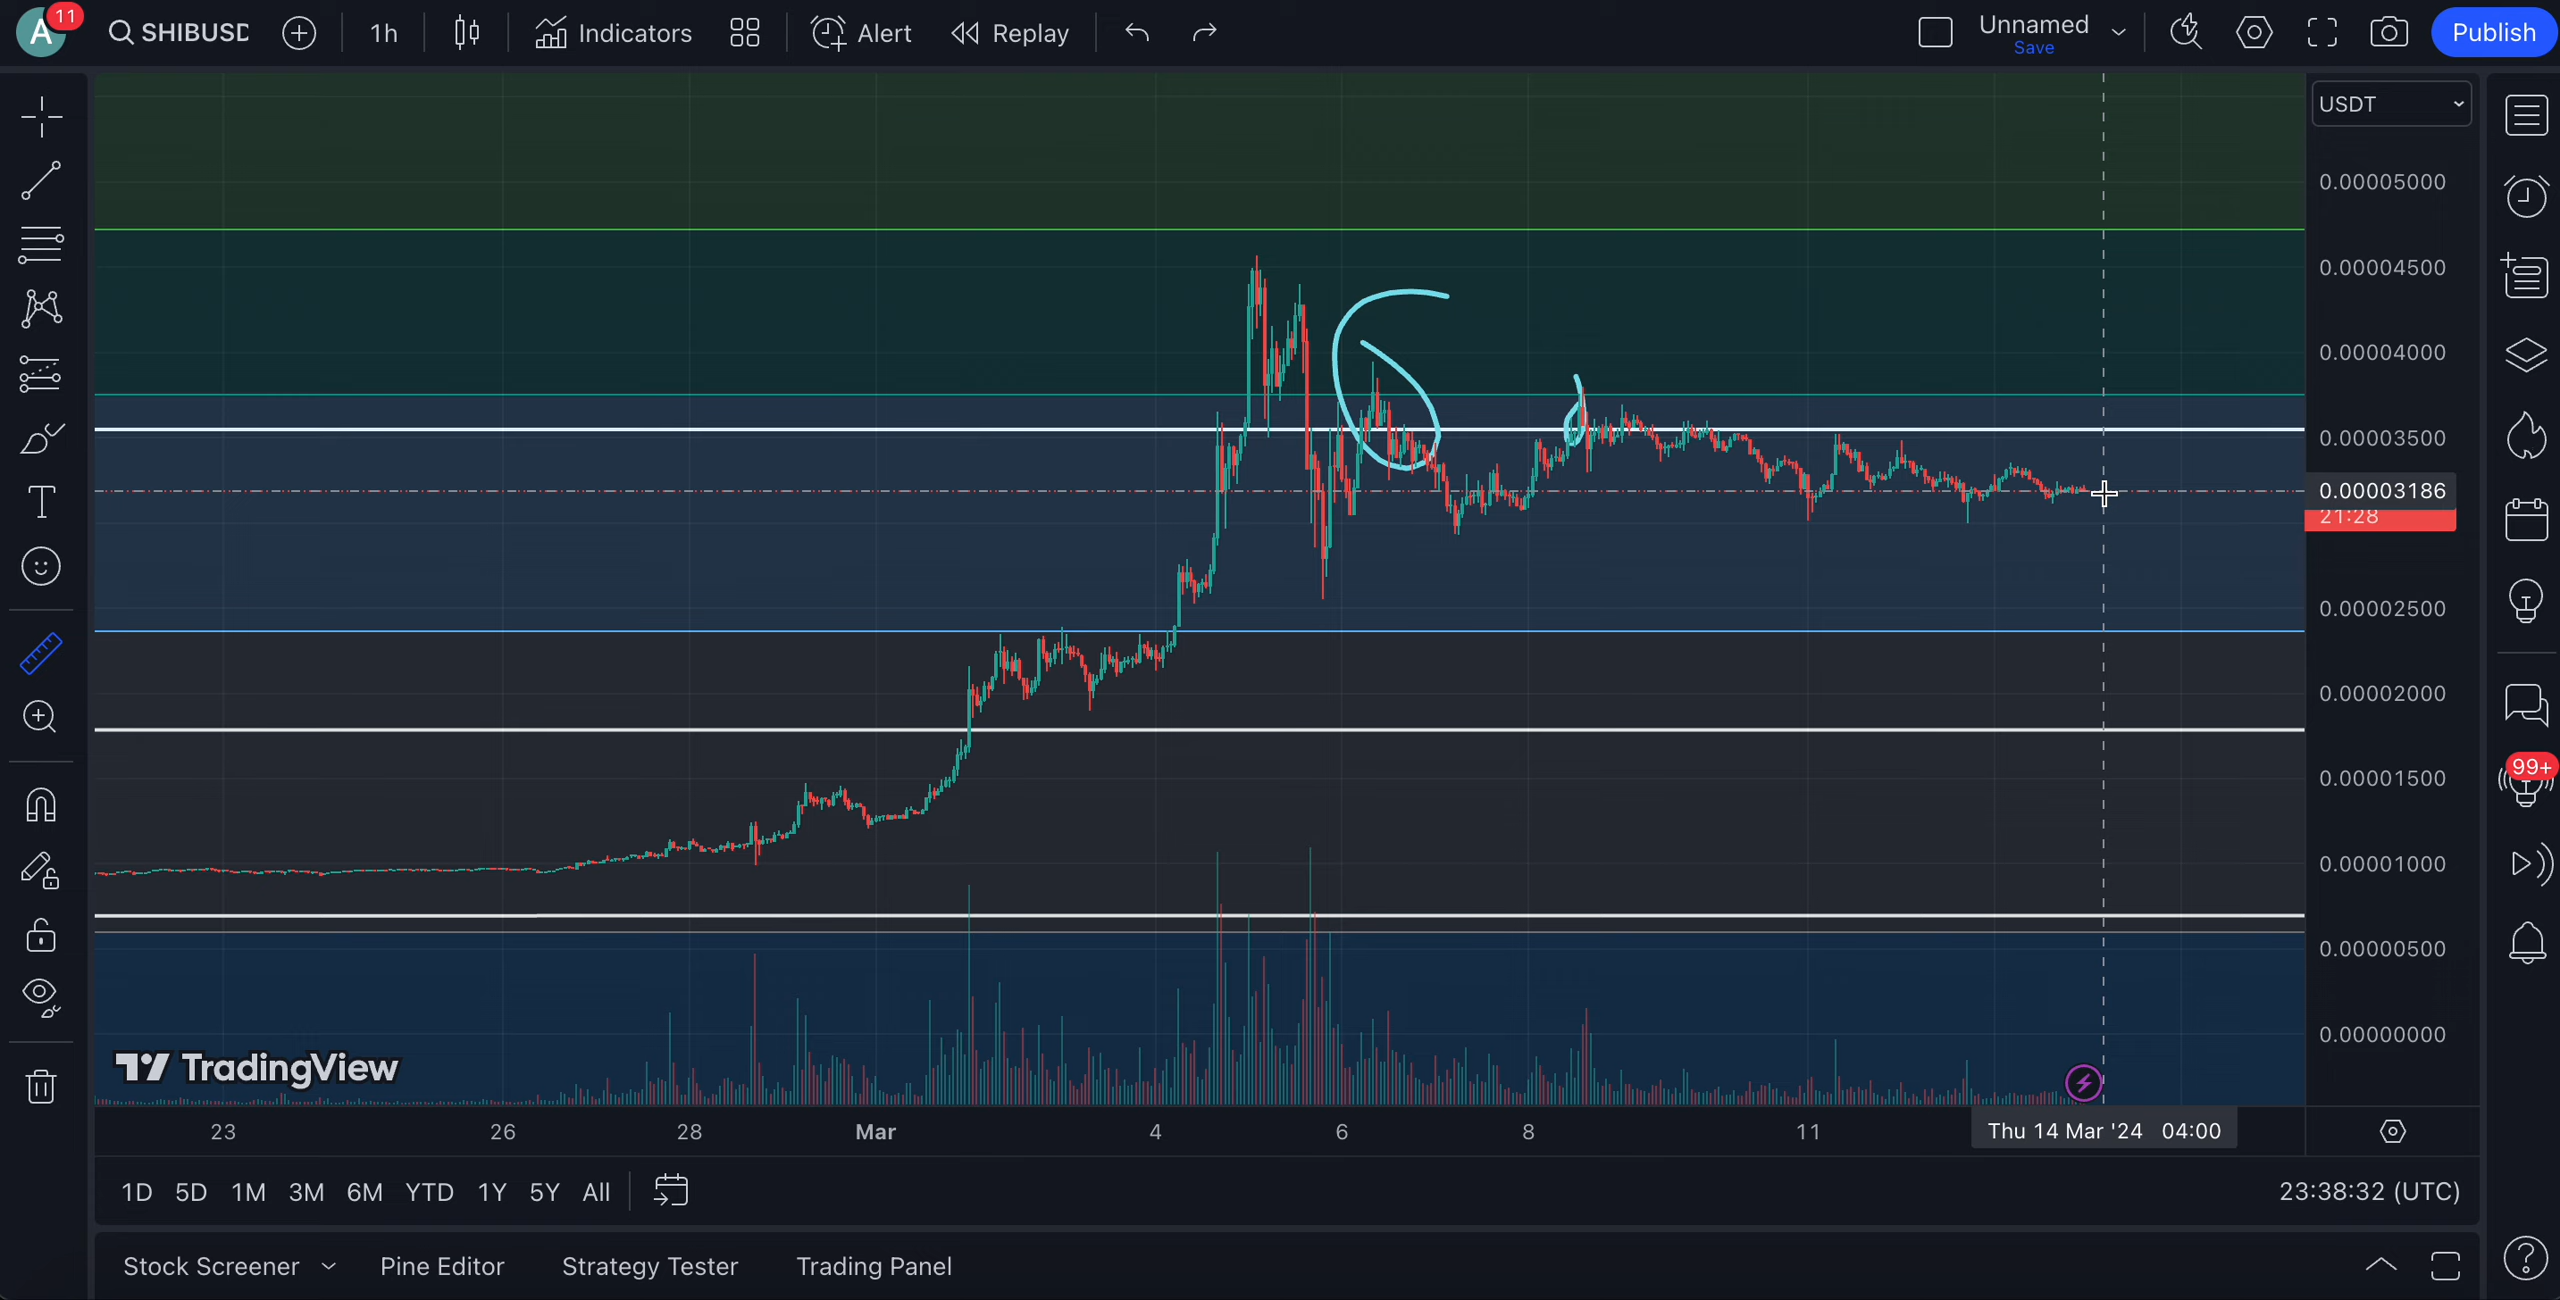 A 11 SHIBUSD 1h Indicators Alert Replay Unnamed Save Publish
USDT
0.00005000
0.00004500
0.00004000
0.00003500
0.00003186
21:28
0.00002500
0.00002000
0.00001500
99+
0.00001000
0.00000500
0.00000000
TradingView
23 26 28 Mar 4 6 8 11 Thu 14 Mar '24 04:00
1D 5D 1M 3M 6M YTD 1Y 5Y All 23:38:32 (UTC)
Stock Screener Pine Editor Strategy Tester Trading Panel